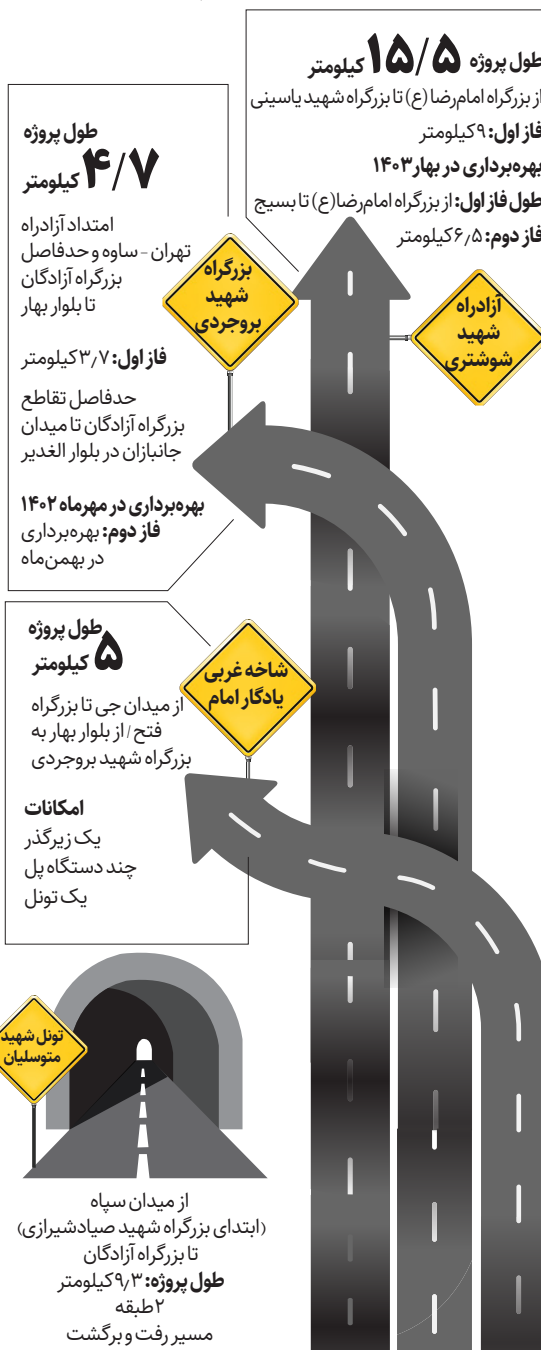 طول پروژه ۱۵/۵ کیلومتر
از بزرگراه امام‌رضا (ع) تا بزرگراه شهید یاسینی
فاز اول: ۹کیلومتر
بهره‌برداری در بهار۱۴۰۳
طول فاز اول: از بزرگراه امام‌رضا(ع) تا بسیج
فاز دوم: ۶٫۵کیلومتر
آزادراه
شهید
شوشتری
طول پروژه
۴/۷ کیلومتر
امتداد آزادراه
تهران - ساوه و حدفاصل
بزرگراه آزادگان
تا بلوار بهار
فاز اول: ۳٫۷کیلومتر
حدفاصل تقاطع
بزرگراه آزادگان تا میدان
جانبازان در بلوار الغدیر
بهره‌برداری در مهرماه ۱۴۰۲
فاز دوم: بهره‌برداری
در بهمن‌ماه
بزرگراه
شهید
بروجردی
طول پروژه
۵ کیلومتر
از میدان جی تا بزرگراه
فتح / از بلوار بهار به
بزرگراه شهید بروجردی
امکانات
یک زیرگذر
چند دستگاه پل
یک تونل
شاخه غربی
یادگار امام
تونل شهید
متوسلیان
از میدان سپاه
(ابتدای بزرگراه شهید صیادشیرازی)
تا بزرگراه آزادگان
طول پروژه: ۹٫۳کیلومتر
۲طبقه
مسیر رفت و برگشت